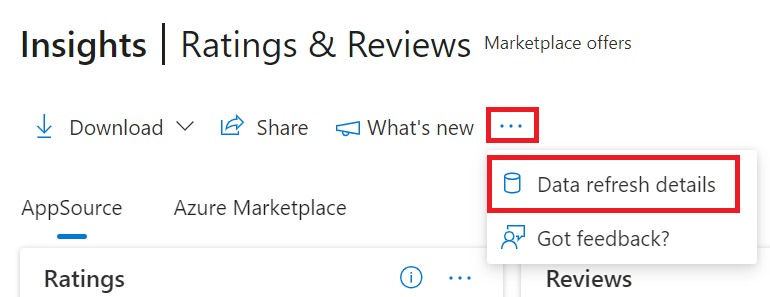 Insights | Ratings & Reviews Marketplace offers
Download Share What's new ...
Data refresh details
AppSource Azure Marketplace
Got feedback?
Ratings ... Reviews